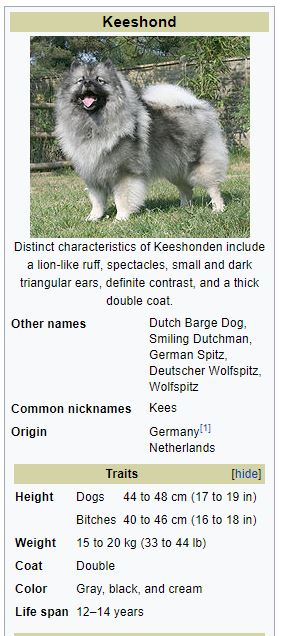 Keeshond
Distinct characteristics of Keeshonden include
a lion-like ruff, spectacles, small and dark
triangular ears, definite contrast, and a thick
double coat.
Other names Dutch Barge Dog,
Smiling Dutchman,
German Spitz,
Deutscher Wolfspitz,
Wolfspitz
Common nicknames Kees
Origin Germany[1]
Netherlands
Traits [hide]
Height Dogs 44 to 48 cm (17 to 19 in)
Bitches 40 to 46 cm (16 to 18 in)
Weight 15 to 20 kg (33 to 44 lb)
Coat Double
Color Gray, black, and cream
Life span 12–14 years